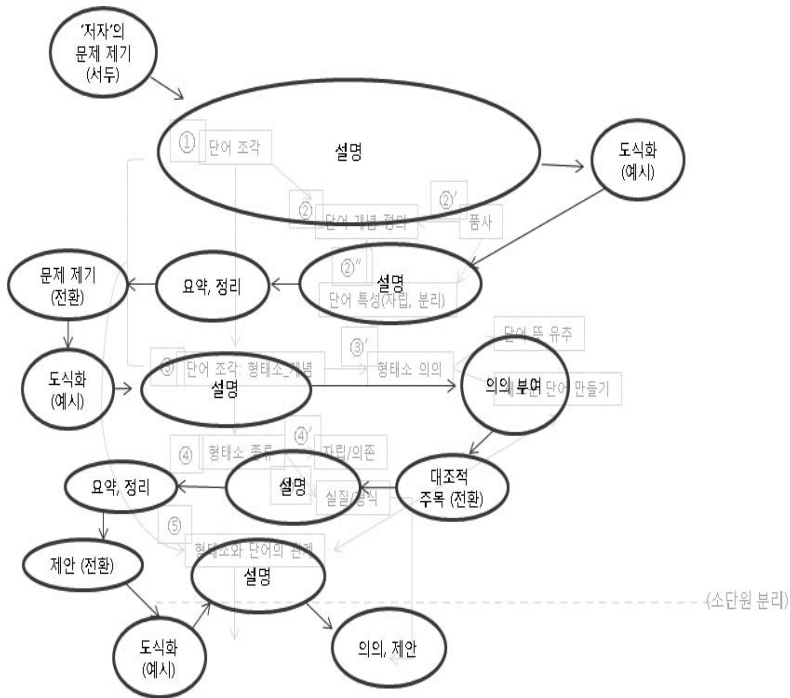 '저자'의
문제 제기
(서두)
①
단어 조각
설명
도식화
(예시)
②
②′
단어 개념 정의
품사
②″
문제 제기
(전환)
요약, 정리
설명
단어 특성(자립, 분리)
③′
단어 뜻 유추
③
단어 조각: 형태소_개념
형태소 의의
도식화
(예시)
설명
의의 부여
단어 만들기
④
형태소 종류
④′
자립/의존
대조적
주목 (전환)
요약, 정리
설명
실질/형식
⑤
형태소와 단어의 관계
제안 (전환)
설명
(소단원 분리)
도식화
(예시)
의의, 제안